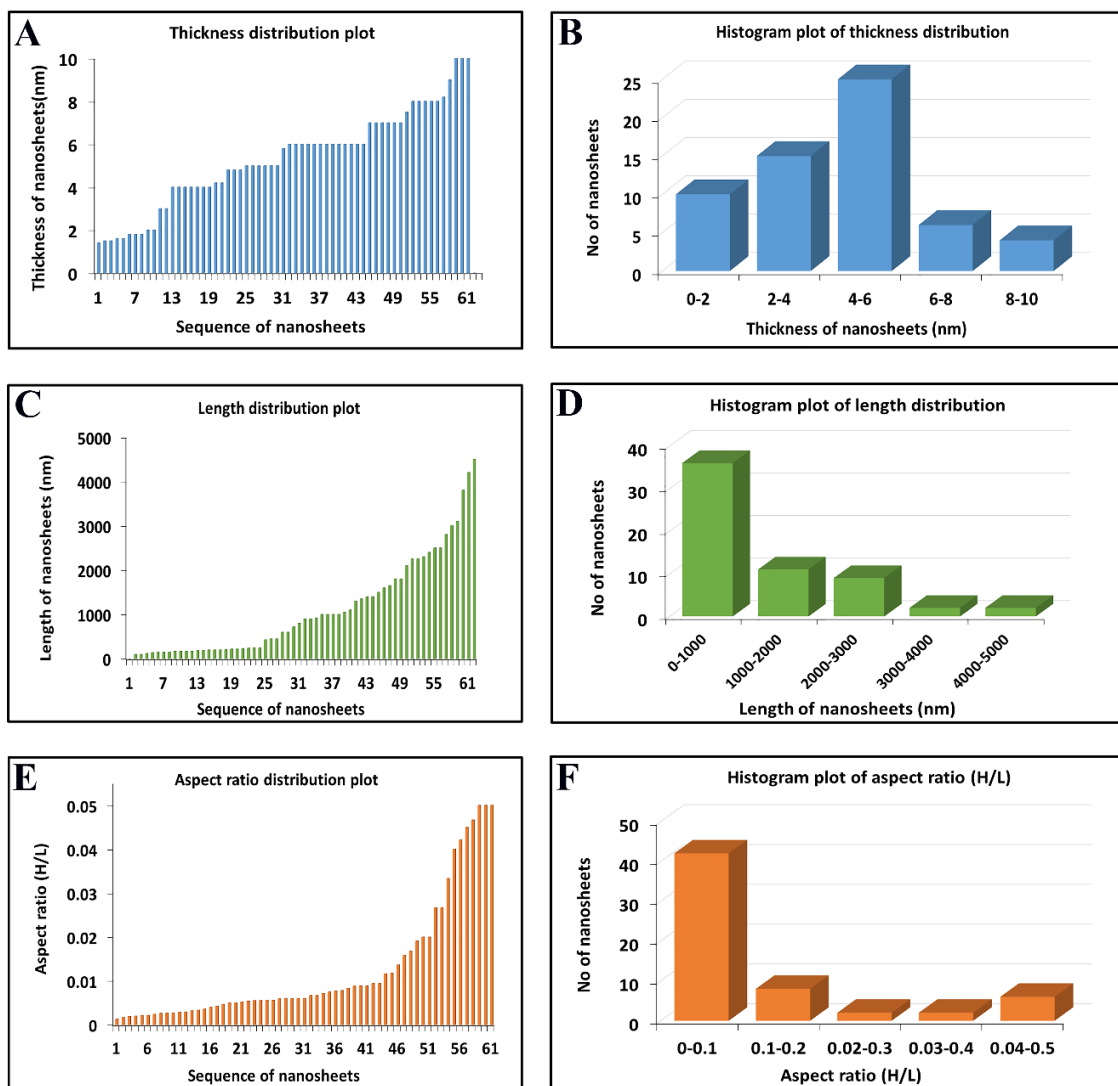 A
Thickness distribution plot
Thickness of nanosheets(nm)
10
8
6
4
2
0
1 7 13 19 25 31 37 43 49 55 61
Sequence of nanosheets
B
Histogram plot of thickness distribution
No of nanosheets
25
20
15
10
5
0
0-2 2-4 4-6 6-8 8-10
Thickness of nanosheets (nm)
C
Length distribution plot
Length of nanosheets (nm)
5000
4000
3000
2000
1000
0
1 7 13 19 25 31 37 43 49 55 61
Sequence of nanosheets
D
Histogram plot of length distribution
No of nanosheets
40
30
20
10
0
0-1000 1000-2000 2000-3000 3000-4000 4000-5000
Length of nanosheets (nm)
E
Aspect ratio distribution plot
Aspect ratio (H/L)
0.05
0.04
0.03
0.02
0.01
0
1 6 11 16 21 26 31 36 41 46 51 56 61
Sequence of nanosheets
F
Histogram plot of aspect ratio (H/L)
No of nanosheets
50
40
30
20
10
0
0-0.1 0.1-0.2 0.02-0.3 0.03-0.4 0.04-0.5
Aspect ratio (H/L)